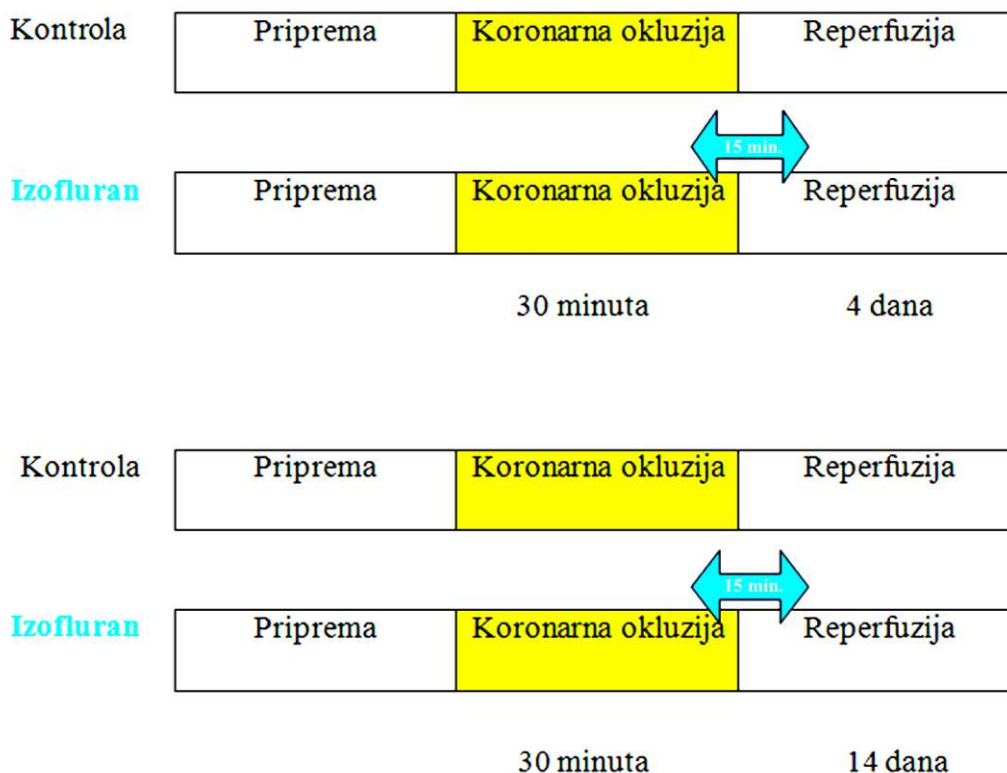 Kontrola Priprema Koronarna okluzija Reperfuzija
15 min.
Izofluran Priprema Koronarna okluzija Reperfuzija
30 minuta 4 dana
Kontrola Priprema Koronarna okluzija Reperfuzija
15 min.
Izofluran Priprema Koronarna okluzija Reperfuzija
30 minuta 14 dana